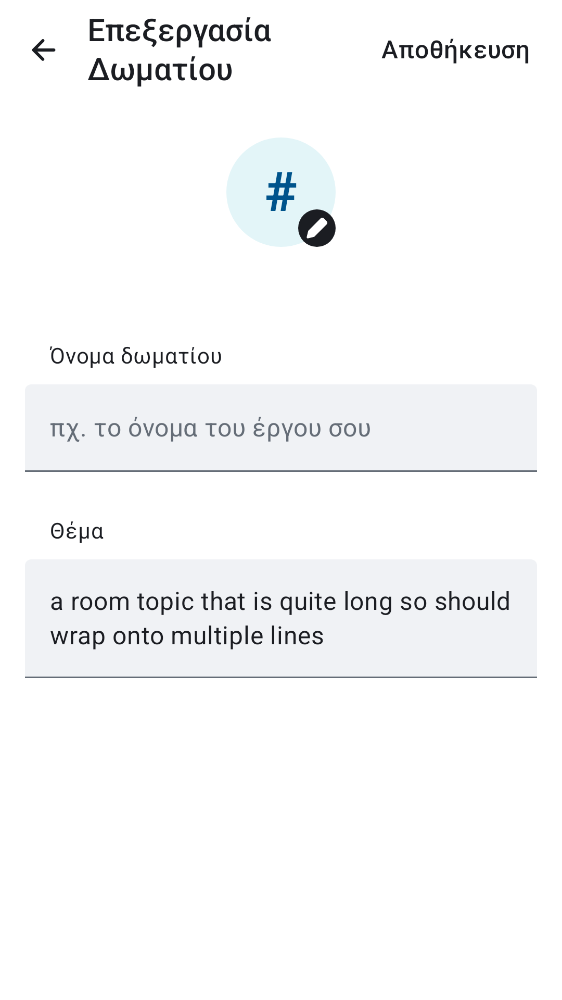 Επεξεργασία
Δωματίου
Αποθήκευση
#
Όνομα δωματίου
πχ. το όνομα του έργου σου
Θέμα
a room topic that is quite long so should
wrap onto multiple lines